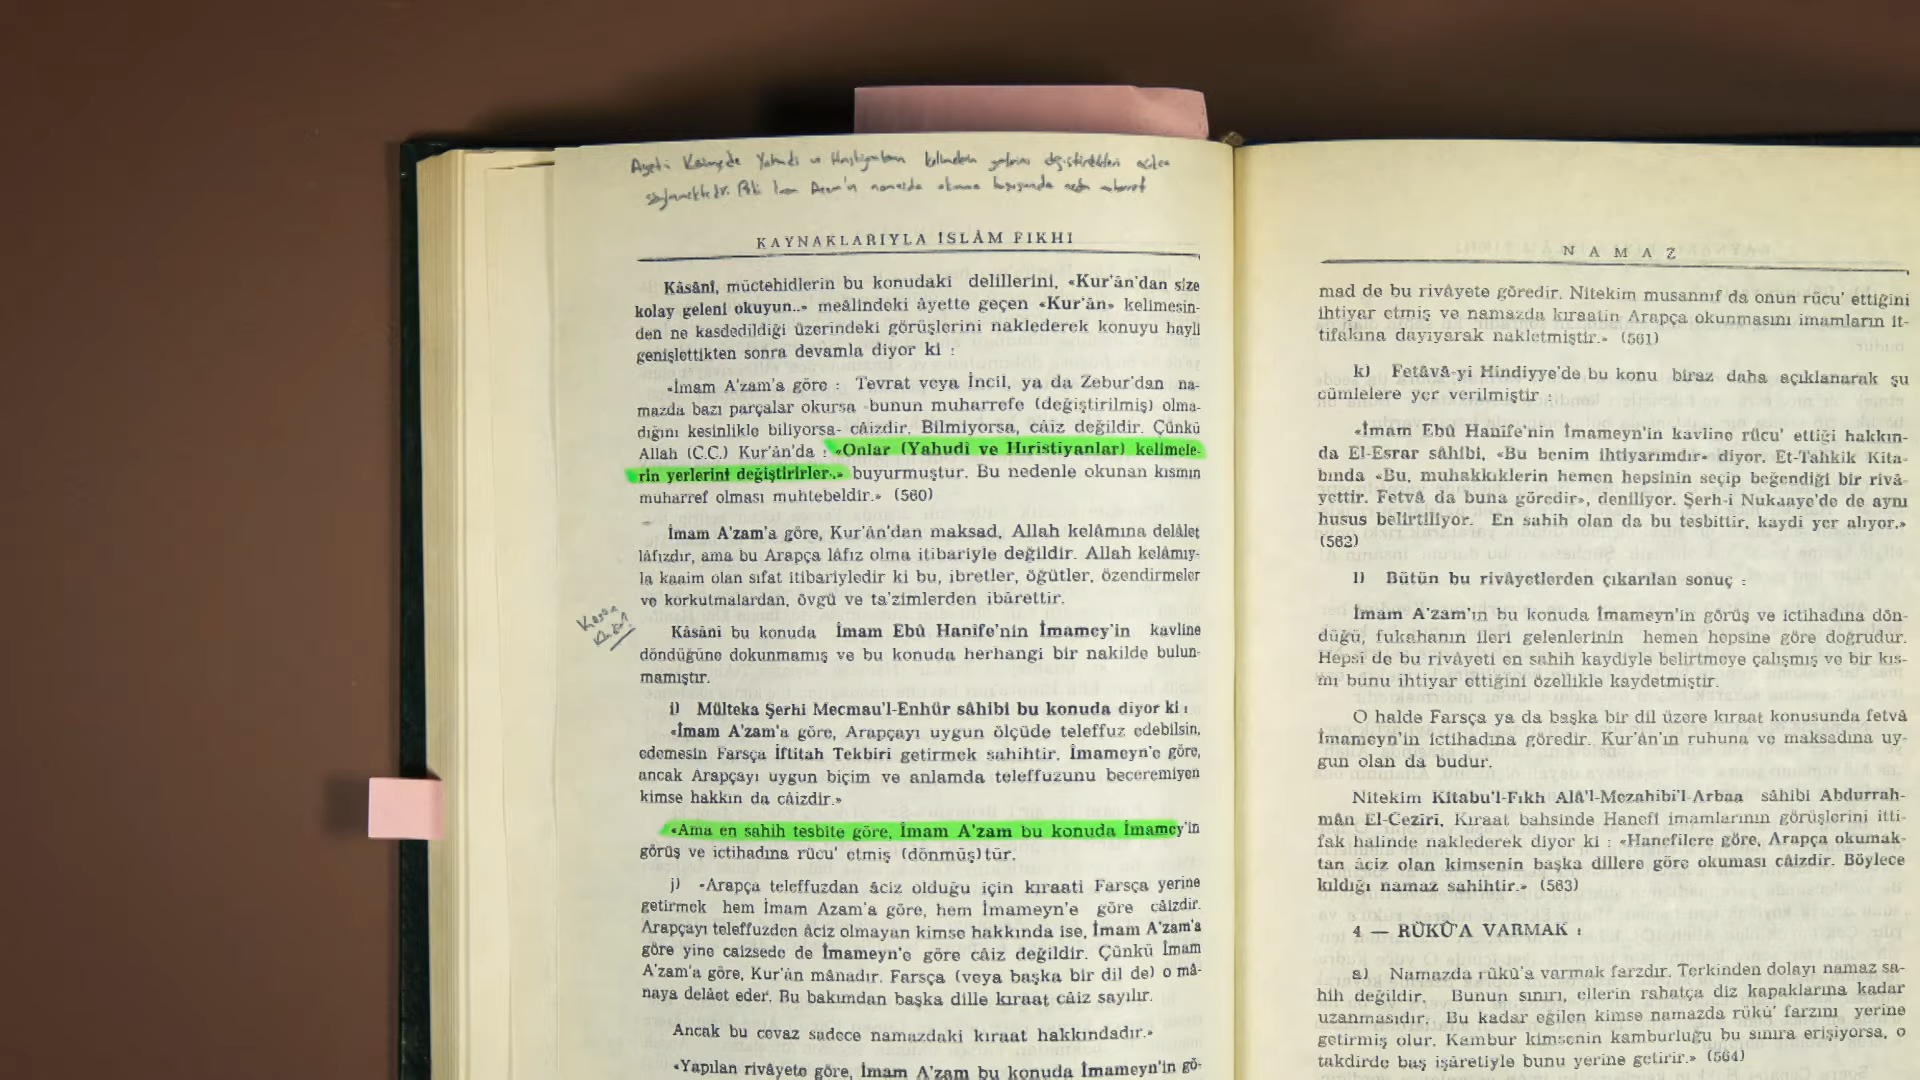 KAYNAKLARIYLA İSLÂM FIKHI
Kâsânî, müctehidlerin bu konudaki delillerini, «Kur'ân'dan size
kolay geleni okuyun..» meâlindeki âyette geçen «Kur'ân» kelimesin-
den ne kasdedildiği üzerindeki görüşlerini naklederek konuyu hayli
genişlettikten sonra devamla diyor ki :
«İmam A'zam'a göre : Tevrat veya İncil, ya da Zebur'dan na-
mazda bazı parçalar okursa -bunun muharrefe (değiştirilmiş) olma-
dığını kesinlikle biliyorsa- câizdir. Bilmiyorsa, câiz değildir. Çünkü
Allah (C.C.) Kur'ân'da : «Onlar (Yahudî ve Hıristiyanlar) kelimele-
rin yerlerini değiştirirler..» buyurmuştur. Bu nedenle okunan kısmın
muharref olması muhtebeldir.» (560)
İmam A'zam'a göre, Kur'ân'dan maksad, Allah kelâmına delâlet
lâfızdır, ama bu Arapça lâfız olma itibariyle değildir. Allah kelâmıy-
la kaaim olan sıfat itibariyledir ki bu, ibretler, öğütler, özendirmeler
ve korkutmalardan, övgü ve ta'zimlerden ibârettir.
Kâsânî bu konuda İmam Ebû Hanîfe'nin İmamey'in kavline
döndüğüne dokunmamış ve bu konuda herhangi bir nakilde bulun-
mamıştır.
i) Mülteka Şerhi Mecmau'l-Enhür sâhibi bu konuda diyor ki :
«İmam A'zam'a göre, Arapçayı uygun ölçüde teleffuz edebilsin,
edemesin Farsça İftitah Tekbiri getirmek sahihtir. İmameyn'e göre,
ancak Arapçayı uygun biçim ve anlamda teleffuzunu beceremiyen
kimse hakkın da câizdir.»
«Ama en sahih tesbite göre, İmam A'zam bu konuda İmamey'in
görüş ve ictihadına rücu' etmiş (dönmüş) tür.
j) «Arapça teleffuzdan âciz olduğu için kıraati Farsça yerine
getirmek hem İmam Azam'a göre, hem İmameyn'e göre câizdir.
Arapçayı teleffuzden âciz olmayan kimse hakkında ise, İmam A'zam'a
göre yine caizsede de İmameyn'e göre câiz değildir. Çünkü İmam
A'zam'a göre, Kur'ân mânadır. Farsça (veya başka bir dil de) o mâ-
naya delâet eder. Bu bakımdan başka dille kıraat câiz sayılır.
Ancak bu cevaz sadece namazdaki kıraat hakkındadır.»
«Yapılan rivâyete göre, İmam A'zam bu konuda İmameyn'in gö-
NAMAZ
mad de bu rivâyete göredir. Nitekim musannıf da onun rücu' ettiğini
ihtiyar etmiş ve namazda kıraatin Arapça okunmasını imamların it-
tifakına dayıyarak nakletmiştir.» (561)
k) Fetâvâ-yi Hindiyye'de bu konu biraz daha açıklanarak şu
cümlelere yer verilmiştir :
«İmam Ebû Hanîfe'nin İmameyn'in kavline rücu' ettiği hakkın-
da El-Esrar sâhibi, «Bu benim ihtiyarımdır» diyor. Et-Tahkik Kita-
bında «Bu, muhakkıklerin hemen hepsinin seçip beğendiği bir rivâ-
yettir. Fetvâ da buna göredir», deniliyor. Şerh-i Nukaaye'de de aynı
husus belirtiliyor. En sahih olan da bu tesbittir, kaydi yer alıyor.»
(562)
l) Bütün bu rivâyetlerden çıkarılan sonuç :
İmam A'zam'ın bu konuda İmameyn'in görüş ve ictihadına dön-
düğü, fukahanın ileri gelenlerinin hemen hepsine göre doğrudur.
Hepsi de bu rivâyeti en sahih kaydiyle belirtmeye çalışmış ve bir kıs-
mı bunu ihtiyar ettiğini özellikle kaydetmiştir.
O halde Farsça ya da başka bir dil üzere kıraat konusunda fetvâ
İmameyn'in ictihadına göredir. Kur'ân'ın ruhuna ve maksadına uy-
gun olan da budur.
Nitekim Kitabu'l-Fıkh Alâ'l-Mezahibi'l-Arbaa sâhibi Abdurrah-
mân El-Ceziri, Kıraat bahsinde Hanefî imamlarının görüşlerini itti-
fak halinde naklederek diyor ki : «Hanefilere göre, Arapça okumak-
tan âciz olan kimsenin başka dillere göre okuması câizdir. Böylece
kıldığı namaz sahihtir.» (563)
4 — RÜKÛ'A VARMAK :
a) Namazda rükû'a varmak farzdır. Terkinden dolayı namaz sa-
hih değildir. Bunun sınırı, ellerin rahatça diz kapaklarına kadar
uzanmasıdır. Bu kadar eğilen kimse namazda rükû' farzını yerine
getirmiş olur. Kambur kimsenin kamburluğu bu sınıra erişiyorsa, o
takdirde baş işâretiyle bunu yerine getirir.» (564)